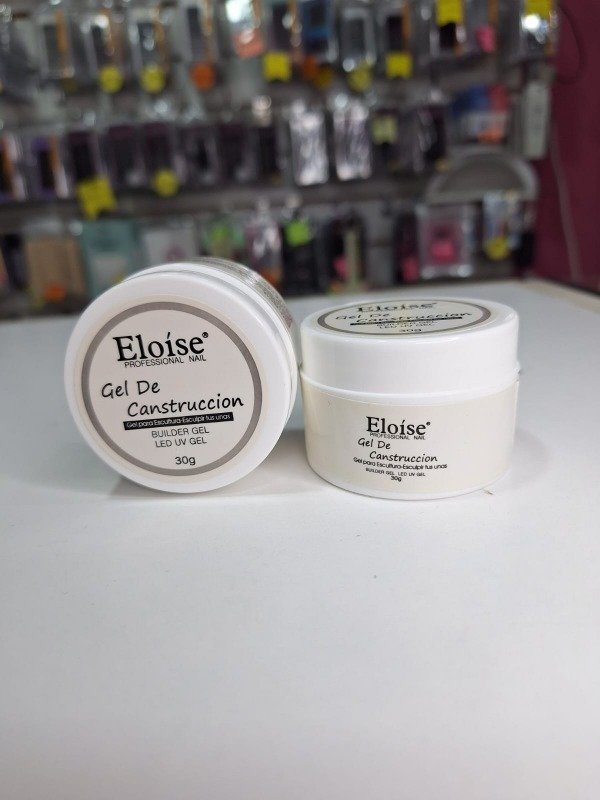 Eloíse®
PROFESSIONAL NAIL
Gel De
Canstruccion
Gel para Escultura-Esculpir tus unas
BUILDER GEL
LED UV GEL
30g
Eloíse
Gel De
Canstruccion
30g
Eloíse®
PROFESSIONAL NAIL
Gel De
Canstruccion
Gel para Escultura-Esculpir tus unas
BUILDER GEL LED UV GEL
30g